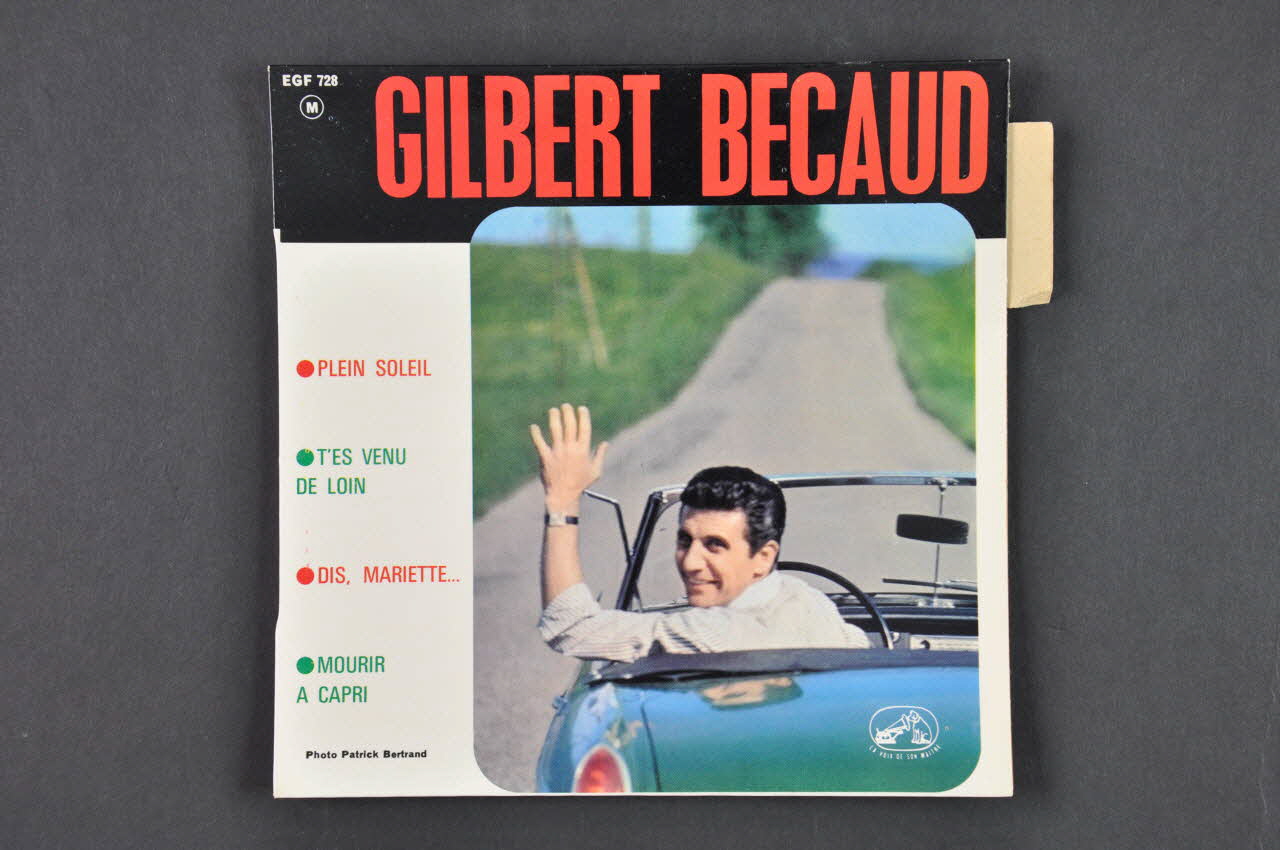 EGF 728
M
GILBERT BECAUD
PLEIN SOLEIL
T'ES VENU
DE LOIN
DIS, MARIETTE...
MOURIR
A CAPRI
Photo Patrick Bertrand
LA VOIX DE SON MAITRE